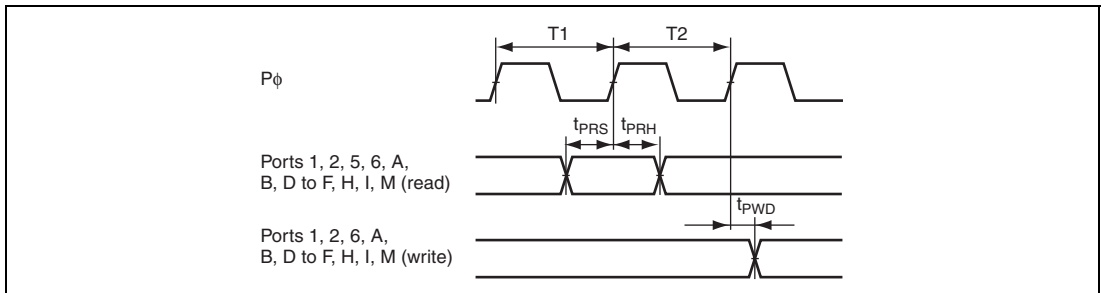 T1 T2
Pϕ
tPRS tPRH
Ports 1, 2, 5, 6, A,
B, D to F, H, I, M (read)
tPWD
Ports 1, 2, 6, A,
B, D to F, H, I, M (write)